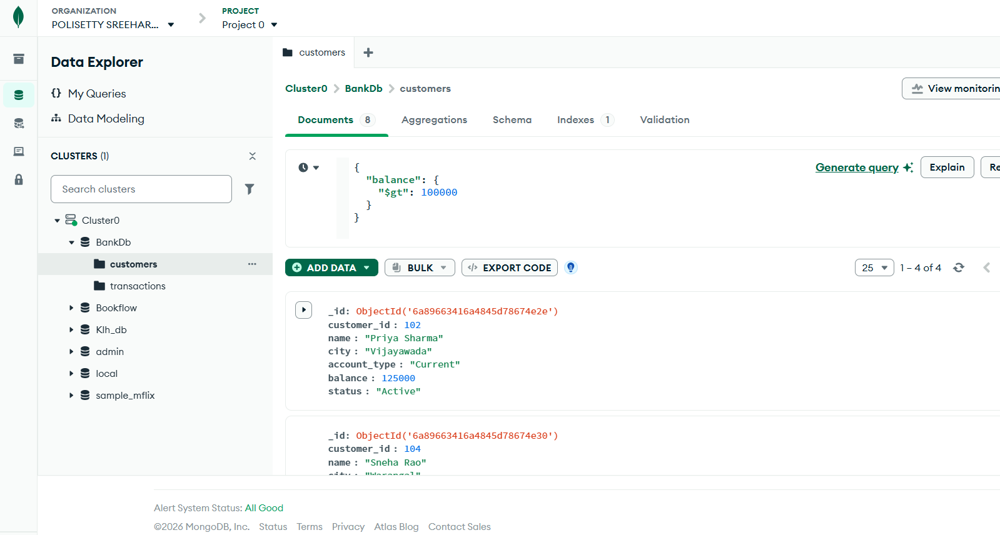 ORGANIZATION
POLISETTY SREEHAR...
PROJECT
Project 0
Data Explorer
My Queries
Data Modeling
CLUSTERS (1)
Search clusters
Cluster0
BankDb
customers
transactions
Bookflow
Klh_db
admin
local
sample_mflix
customers
Cluster0 > BankDb > customers
View monitorin
Documents 8 Aggregations Schema Indexes 1 Validation
{
"balance": {
"$gt": 100000
}
}
Generate query
Explain
Re
ADD DATA
BULK
</> EXPORT CODE
25
1 – 4 of 4
_id: ObjectId('6a89663416a4845d78674e2e')
customer_id : 102
name : "Priya Sharma"
city : "Vijayawada"
account_type : "Current"
balance : 125000
status : "Active"
_id: ObjectId('6a89663416a4845d78674e30')
customer_id : 104
name : "Sneha Rao"
city : "Warangal"
Alert System Status: All Good
©2026 MongoDB, Inc. Status Terms Privacy Atlas Blog Contact Sales